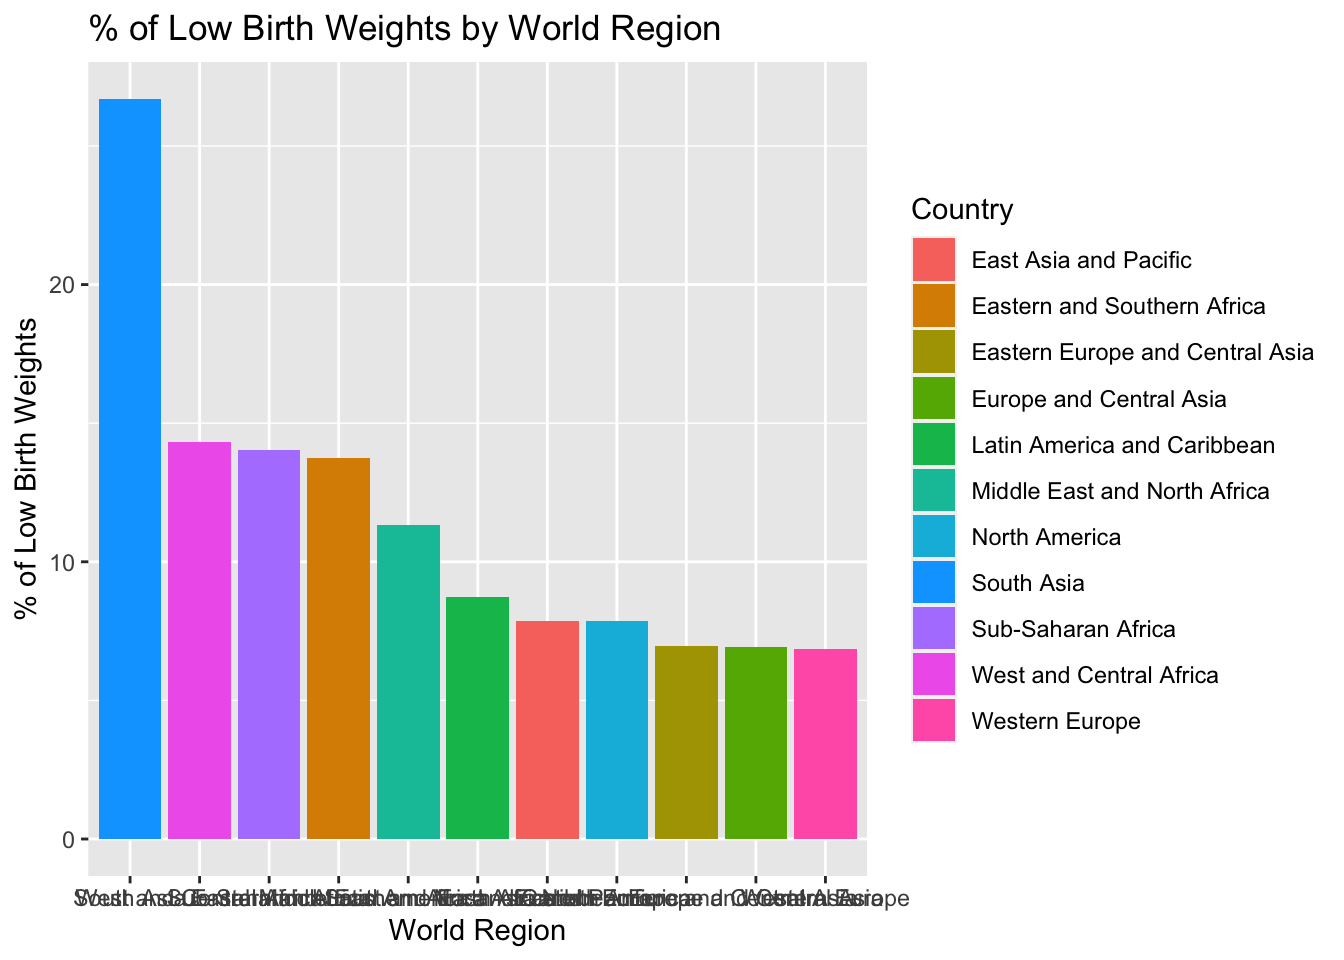 % of Low Birth Weights by World Region
% of Low Birth Weights
20
10
0
World Region
Country
East Asia and Pacific
Eastern and Southern Africa
Eastern Europe and Central Asia
Europe and Central Asia
Latin America and Caribbean
Middle East and North Africa
North America
South Asia
Sub-Saharan Africa
West and Central Africa
Western Europe